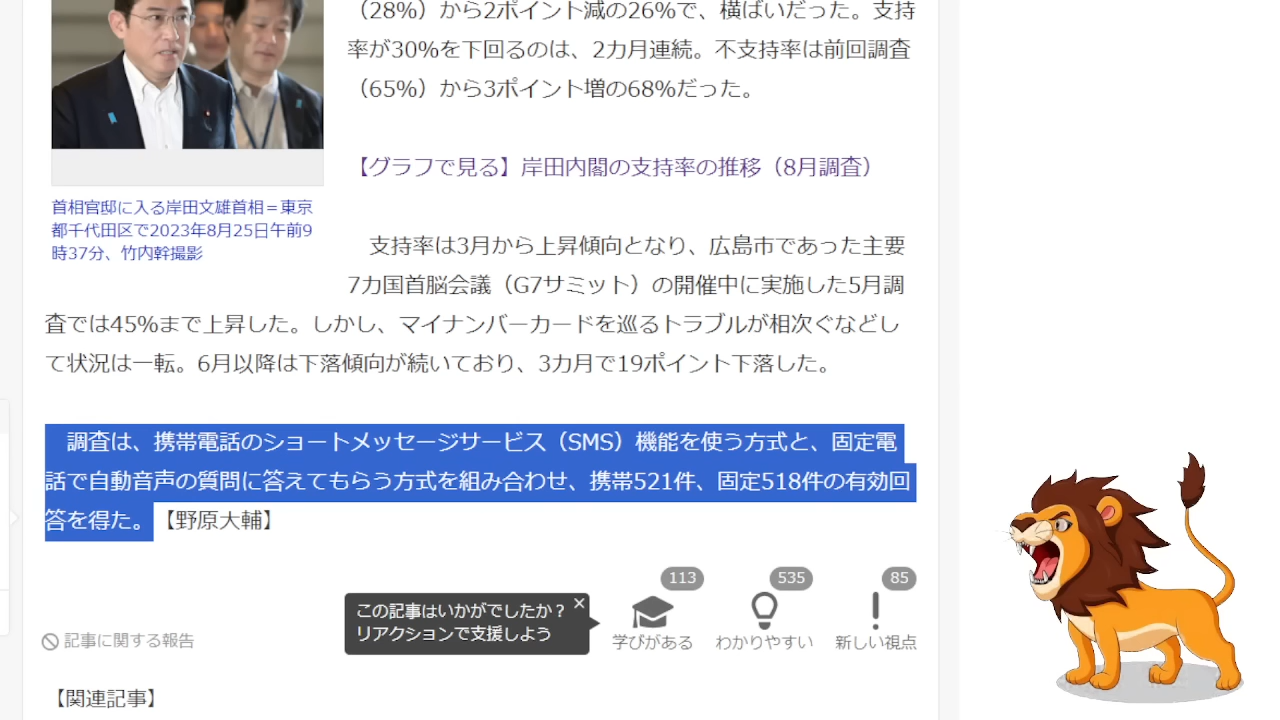 （28%）から2ポイント減の26%で、横ばいだった。支持
率が30%を下回るのは、2カ月連続。不支持率は前回調査
（65%）から3ポイント増の68%だった。
【グラフで見る】岸田内閣の支持率の推移（8月調査）
首相官邸に入る岸田文雄首相＝東京
都千代田区で2023年8月25日午前9
時37分、竹内幹撮影
支持率は3月から上昇傾向となり、広島市であった主要
7カ国首脳会議（G7サミット）の開催中に実施した5月調
査では45%まで上昇した。しかし、マイナンバーカードを巡るトラブルが相次ぐなどし
て状況は一転。6月以降は下落傾向が続いており、3カ月で19ポイント下落した。
調査は、携帯電話のショートメッセージサービス（SMS）機能を使う方式と、固定電
話で自動音声の質問に答えてもらう方式を組み合わせ、携帯521件、固定518件の有効回
答を得た。【野原大輔】
記事に関する報告
この記事はいかがでしたか？
リアクションで支援しよう
113
学びがある
535
わかりやすい
85
新しい視点
【関連記事】